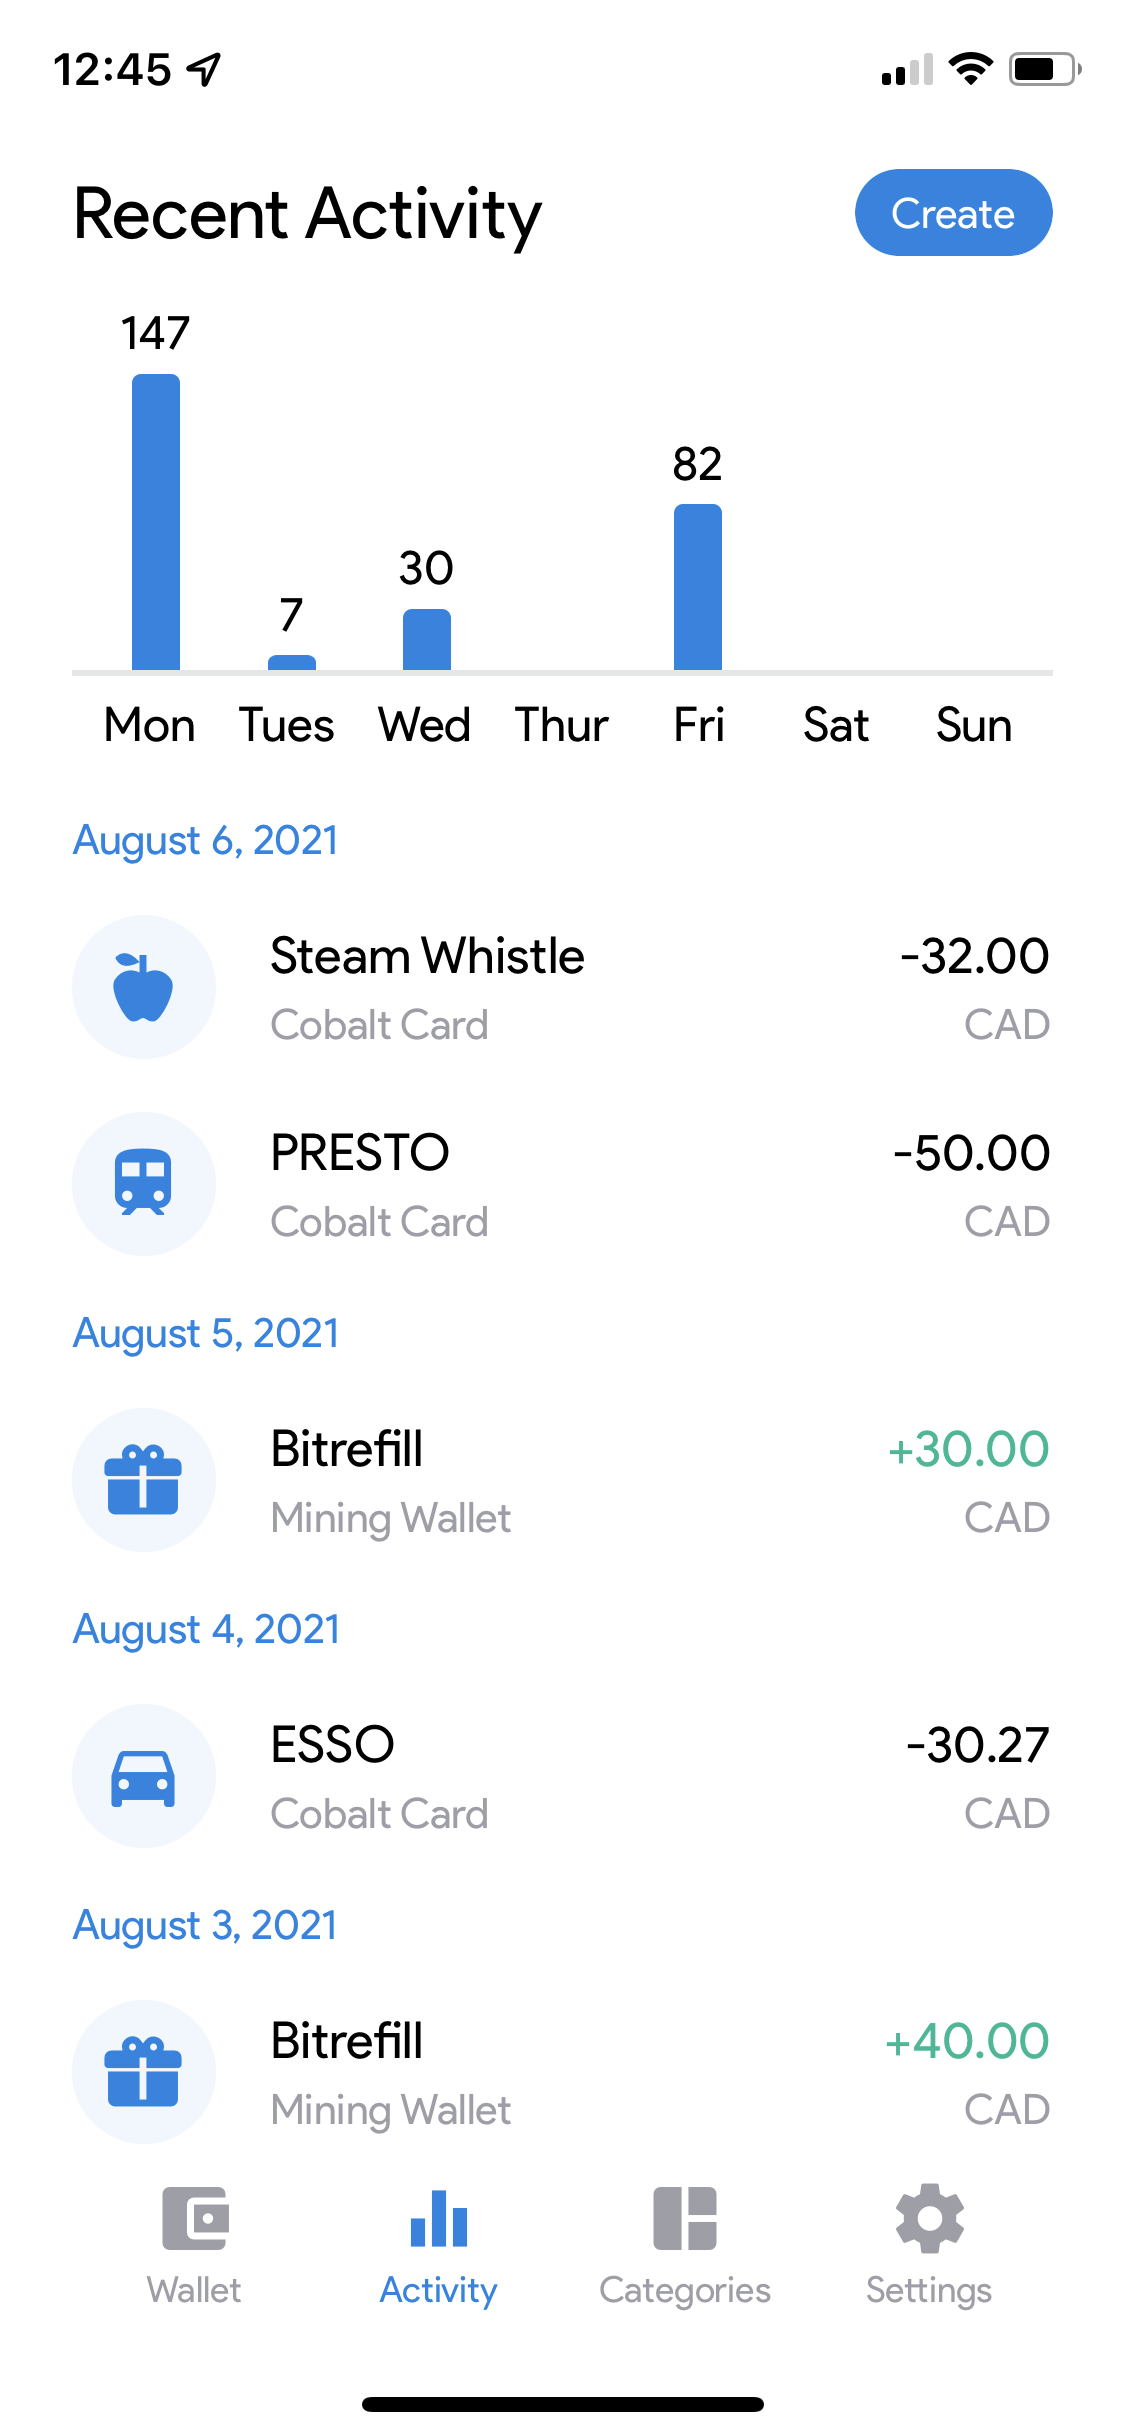 12:45
Recent Activity
Create
147
82
30
7
Mon Tues Wed Thur Fri Sat Sun
August 6, 2021
Steam Whistle -32.00
Cobalt Card CAD
PRESTO -50.00
Cobalt Card CAD
August 5, 2021
Bitrefill +30.00
Mining Wallet CAD
August 4, 2021
ESSO -30.27
Cobalt Card CAD
August 3, 2021
Bitrefill +40.00
Mining Wallet CAD
Wallet Activity Categories Settings